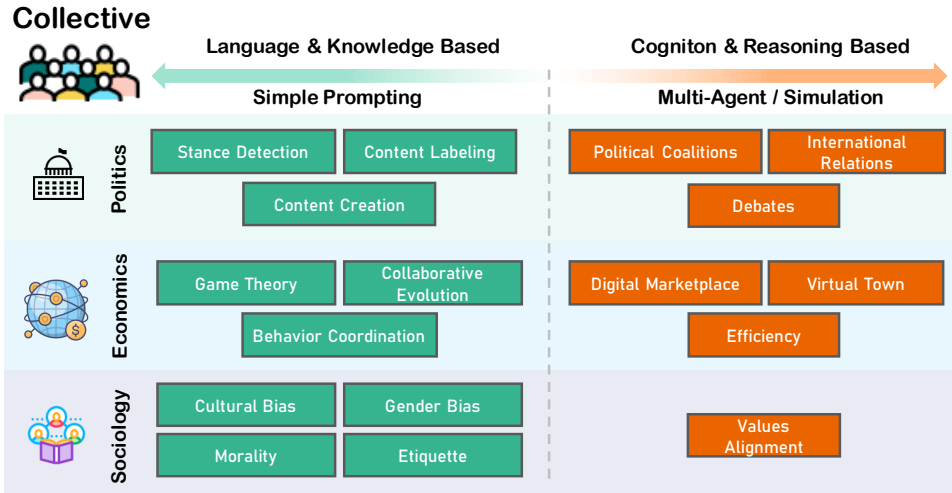 Collective
Language & Knowledge Based
Cogniton & Reasoning Based
Simple Prompting
Multi-Agent / Simulation
Politics
Stance Detection
Content Labeling
Content Creation
Political Coalitions
International
Relations
Debates
Economics
Game Theory
Collaborative
Evolution
Behavior Coordination
Digital Marketplace
Virtual Town
Efficiency
$
Sociology
Cultural Bias
Gender Bias
Morality
Etiquette
Values
Alignment